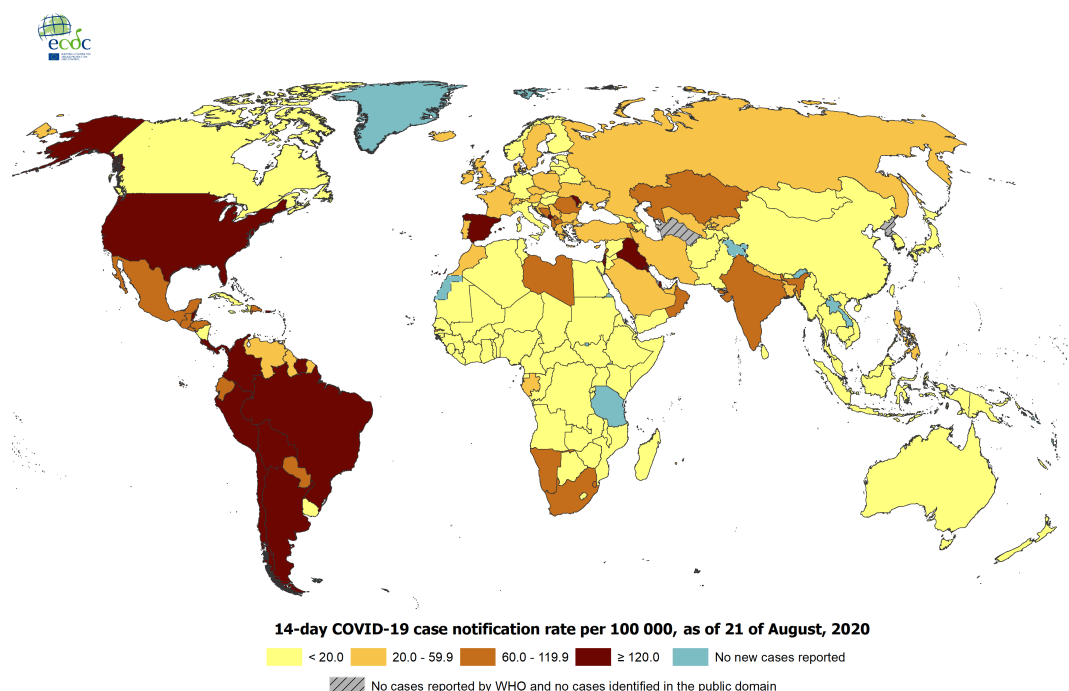 ecdc
14-day COVID-19 case notification rate per 100 000, as of 21 of August, 2020
< 20.0 20.0 - 59.9 60.0 - 119.9 ≥ 120.0 No new cases reported
No cases reported by WHO and no cases identified in the public domain